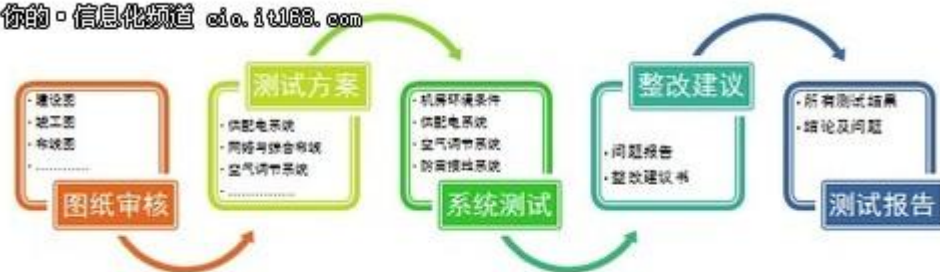 你的·信息化频道 cio.it168.com
·建设图
·竣工图
·布线图
·..............
图纸审核
测试方案
·供配电系统
·网络与综合布线
·空气调节系统
·..............
·机房环境条件
·供配电系统
·空气调节系统
·防雷接地系统
系统测试
整改建议
·问题报告
·整改建议书
·所有测试结果
·结论及问题
测试报告